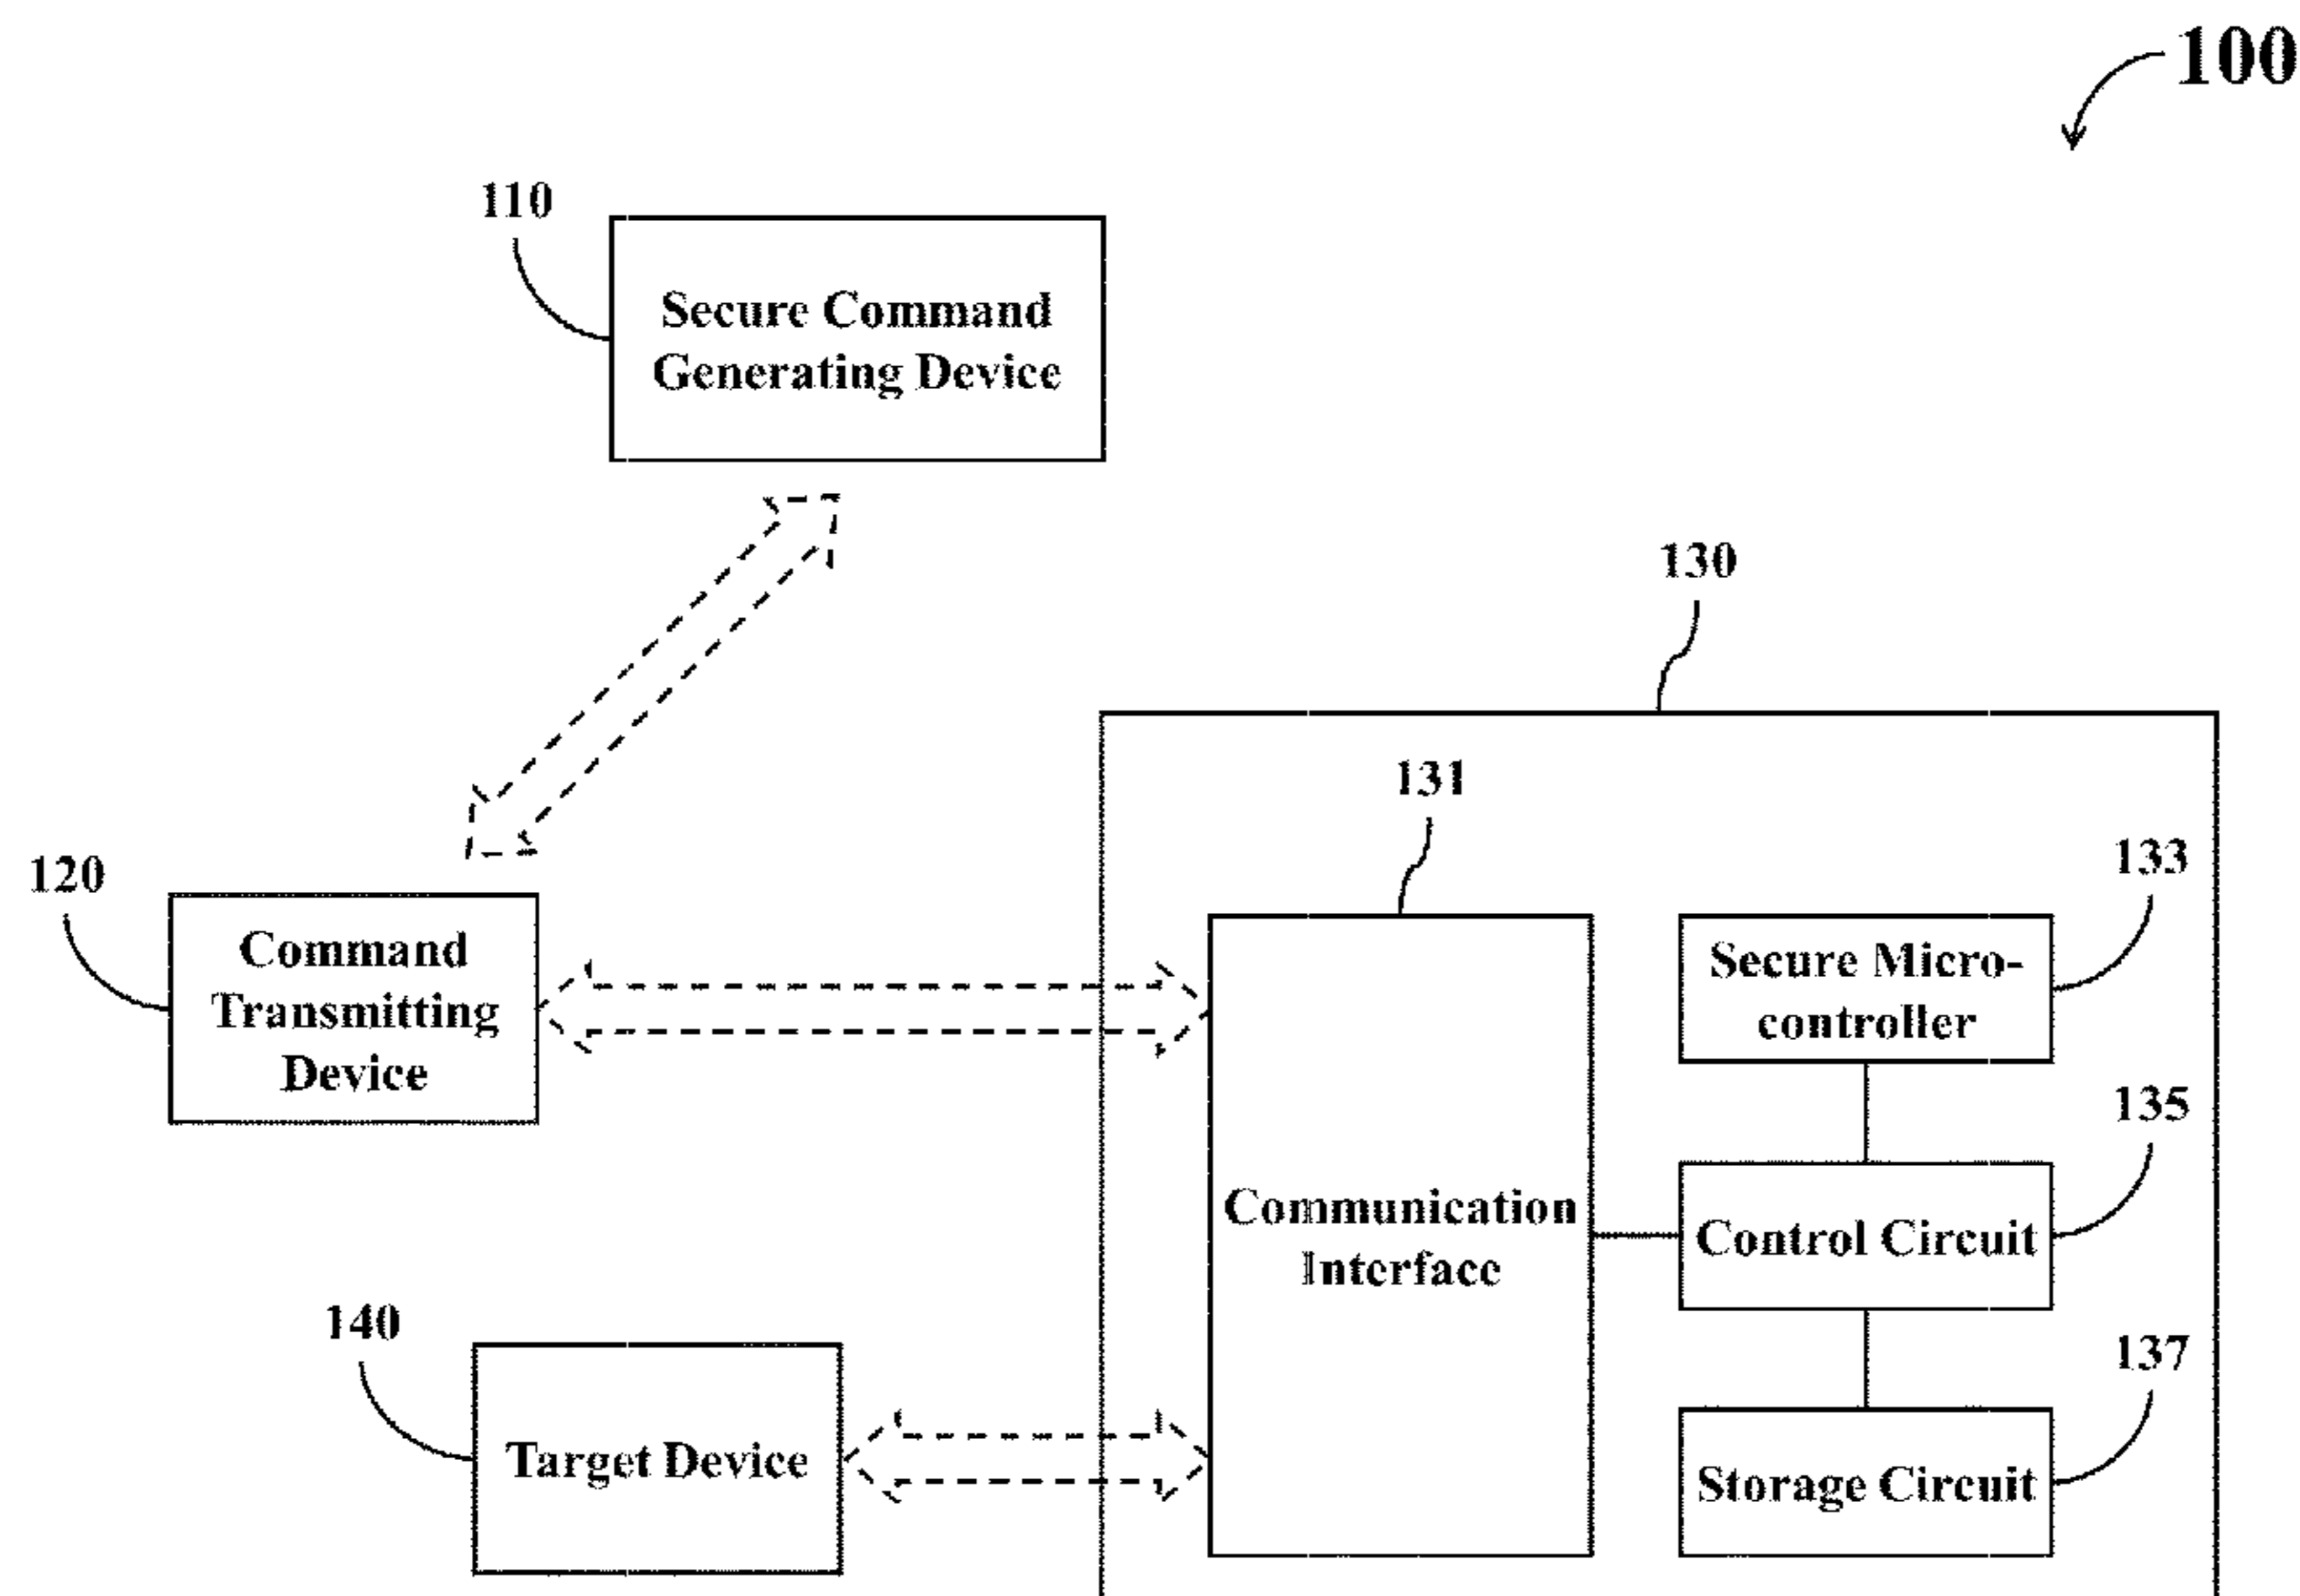 100
110
Secure Command
Generating Device
130
131
133
120
Command
Transmitting
Device
Secure Micro-
controller
135
Communication
Interface
Control Circuit
140
137
Target Device
Storage Circuit